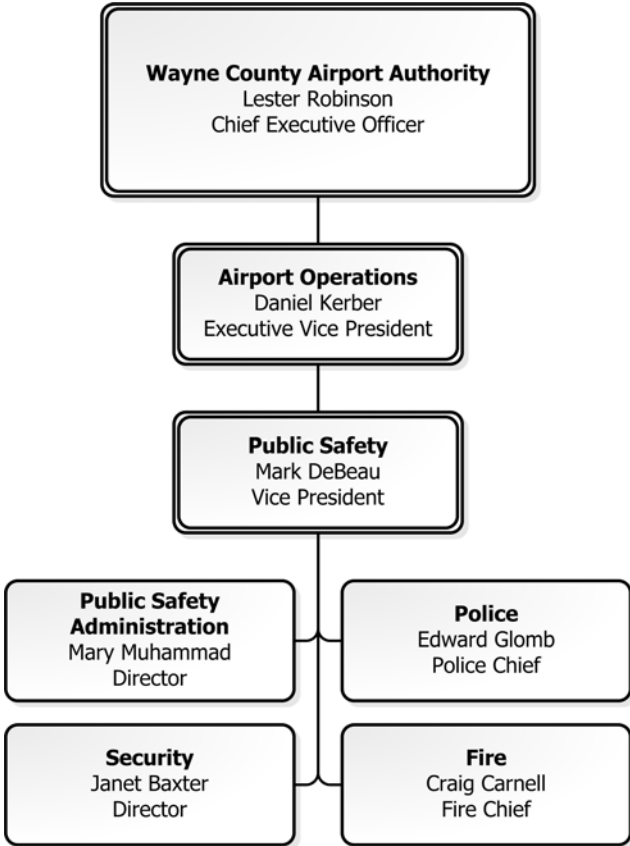 Wayne County Airport Authority
Lester Robinson
Chief Executive Officer
Airport Operations
Daniel Kerber
Executive Vice President
Public Safety
Mark DeBeau
Vice President
Public Safety
Administration
Mary Muhammad
Director
Police
Edward Glomb
Police Chief
Security
Janet Baxter
Director
Fire
Craig Carnell
Fire Chief